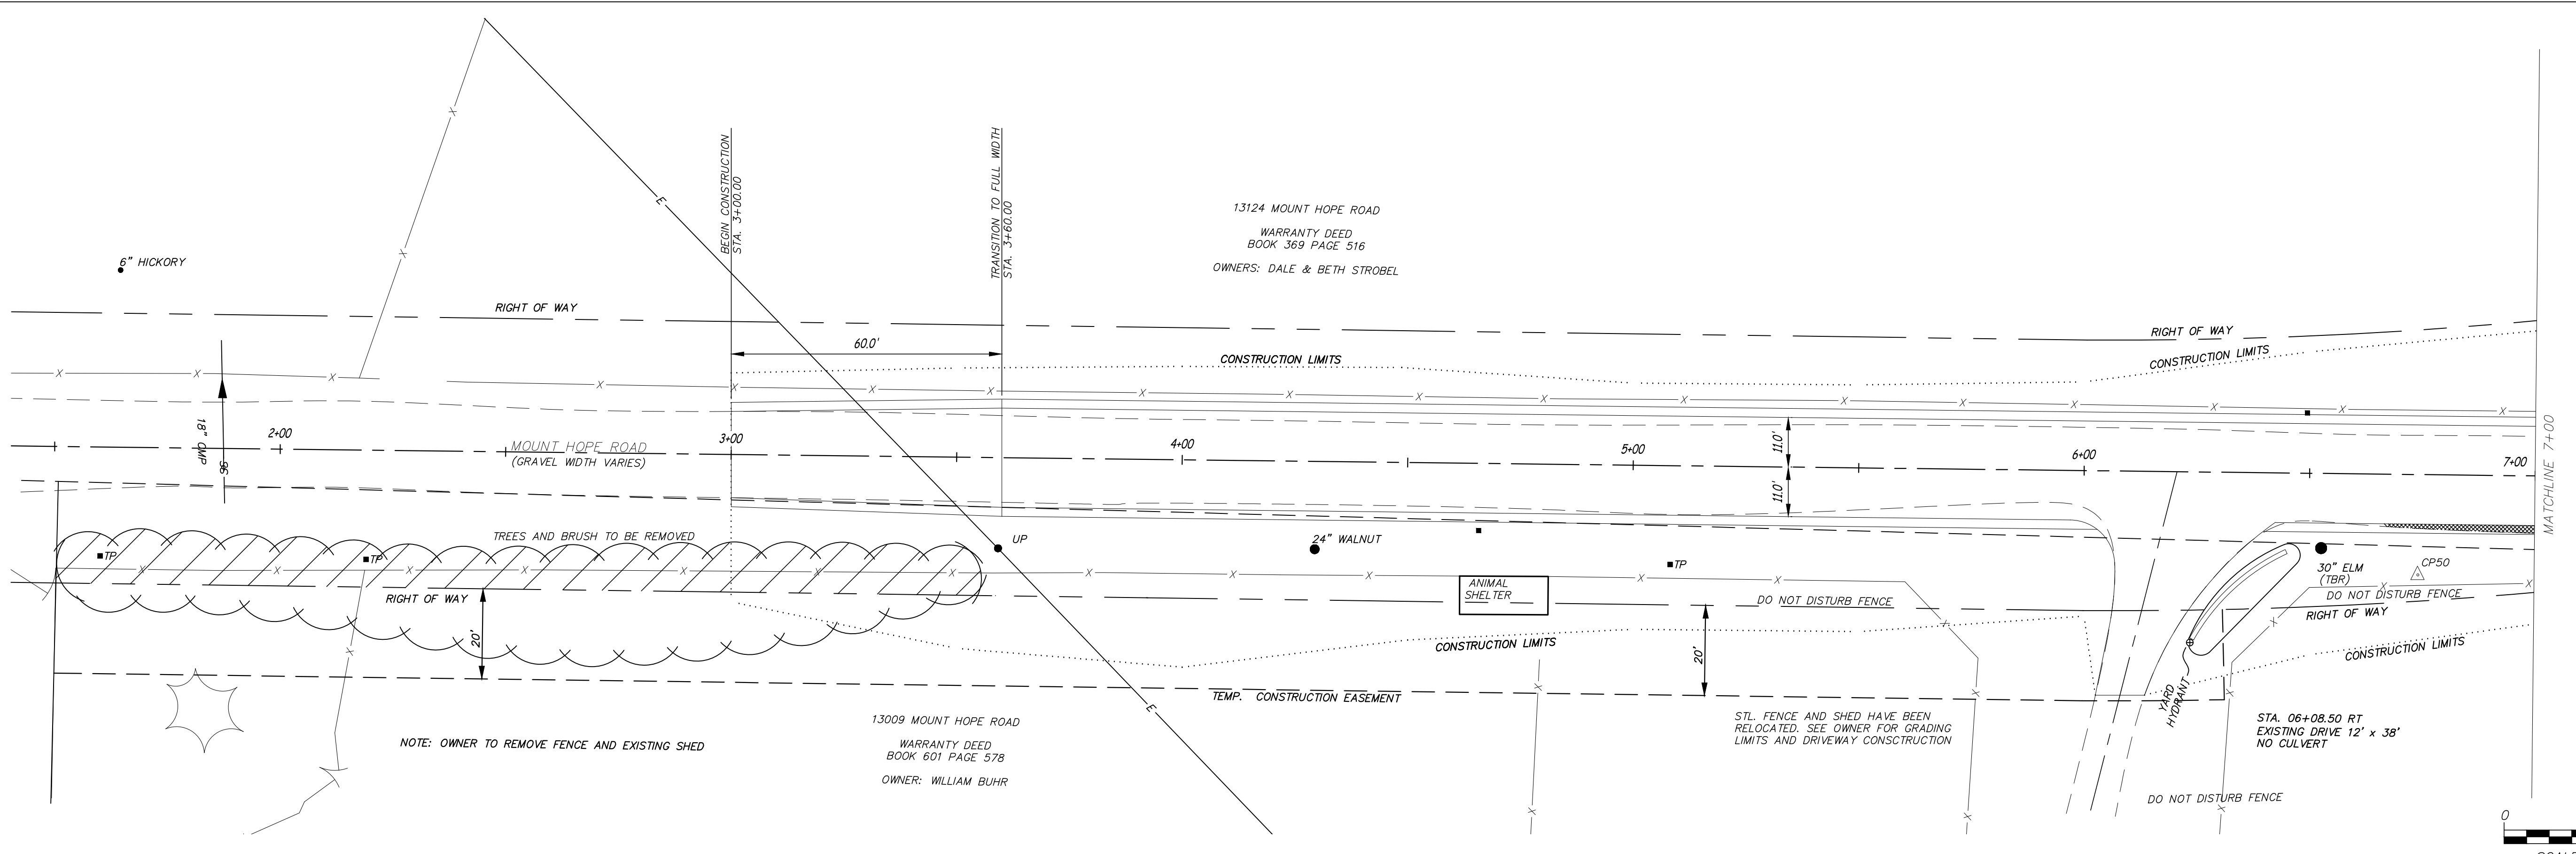 BEGIN CONSTRUCTION
STA. 3+00.00
TRANSITION TO FULL WIDTH
STA. 3+60.00
E
X
X
13124 MOUNT HOPE ROAD
WARRANTY DEED
BOOK 369 PAGE 516
OWNERS: DALE & BETH STROBEL
6" HICKORY
RIGHT OF WAY
RIGHT OF WAY
60.0'
CONSTRUCTION LIMITS
CONSTRUCTION LIMITS
X X X X X X X X X X X X X X X X X X
18" CMP
96
2+00
MOUNT HOPE ROAD
(GRAVEL WIDTH VARIES)
3+00
4+00
5+00
11.0'
11.0'
6+00
7+00
MATCHLINE 7+00
TREES AND BRUSH TO BE REMOVED
UP
24" WALNUT
TP
TP
TP
X X X X X X X X X X X X
ANIMAL
SHELTER
DO NOT DISTURB FENCE
30" ELM
(TBR)
CP50
X X
DO NOT DISTURB FENCE
RIGHT OF WAY
RIGHT OF WAY
20'
20'
CONSTRUCTION LIMITS
CONSTRUCTION LIMITS
X X X X X X
TEMP. CONSTRUCTION EASEMENT
E
YARD
HYDRANT
13009 MOUNT HOPE ROAD
WARRANTY DEED
BOOK 601 PAGE 578
OWNER: WILLIAM BUHR
NOTE: OWNER TO REMOVE FENCE AND EXISTING SHED
STL. FENCE AND SHED HAVE BEEN
RELOCATED. SEE OWNER FOR GRADING
LIMITS AND DRIVEWAY CONSCTRUCTION
STA. 06+08.50 RT
EXISTING DRIVE 12' x 38'
NO CULVERT
DO NOT DISTURB FENCE
X X X
0